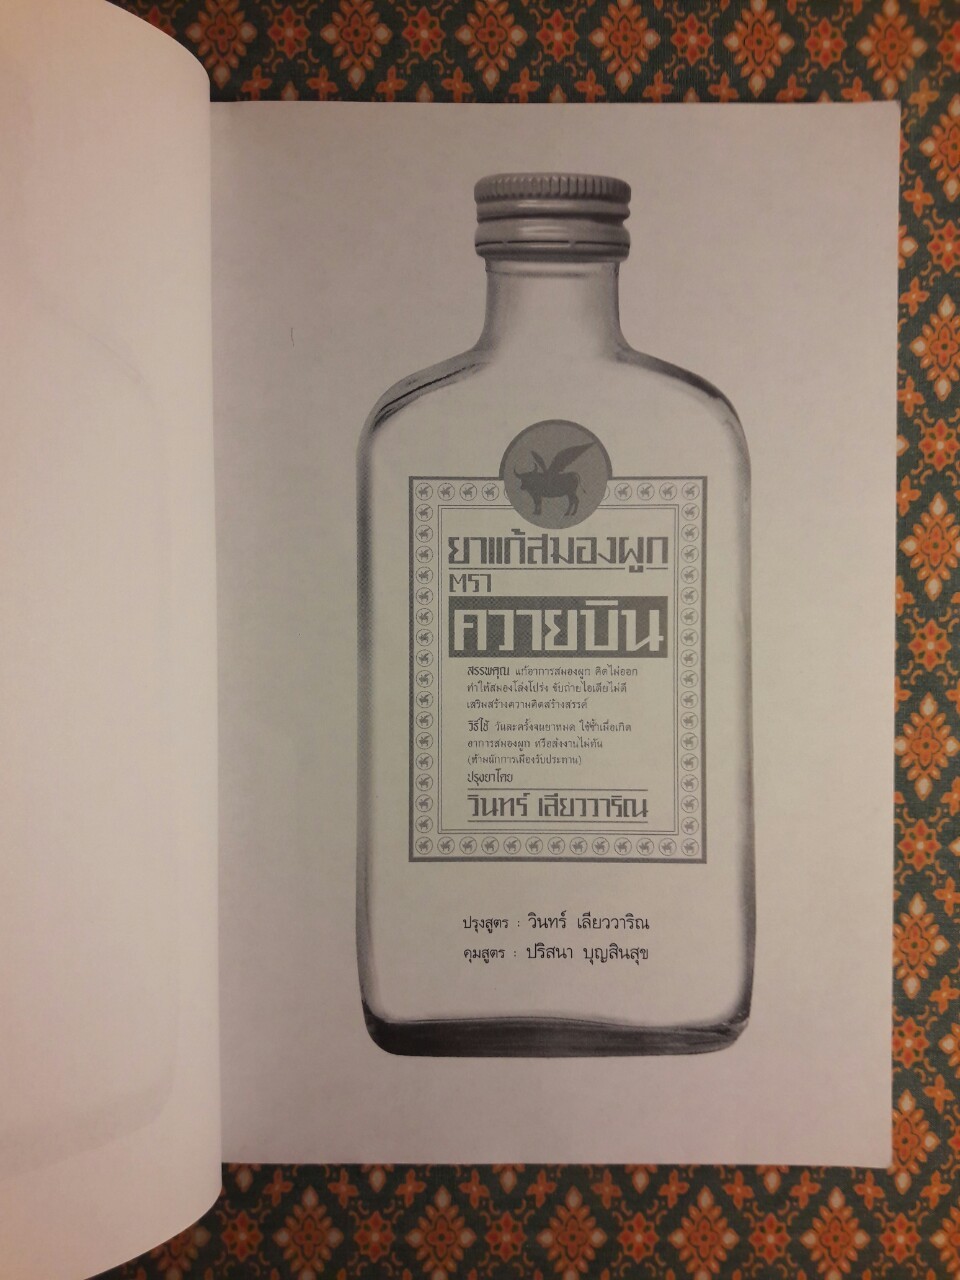 ยาแก้สมองผูก
ตรา
ควายบิน
สรรพคุณ แก้อาการสมองผูก คิดไม่ออก
ทำให้สมองโล่งโปร่ง ขับถ่ายไอเดียไม่ดี
เสริมสร้างความคิดสร้างสรรค์
วิธีใช้ วันละครั้งจนยาหมด ใช้ซ้ำเมื่อเกิด
อาการสมองผูก หรือส่งงานไม่ทัน
(ห้ามนักการเมืองรับประทาน)
ปรุงยาโดย
วินทร์ เลียววาริณ
ปรุงสูตร : วินทร์ เลียววาริณ
คุมสูตร : ปริสนา บุญสินสุข